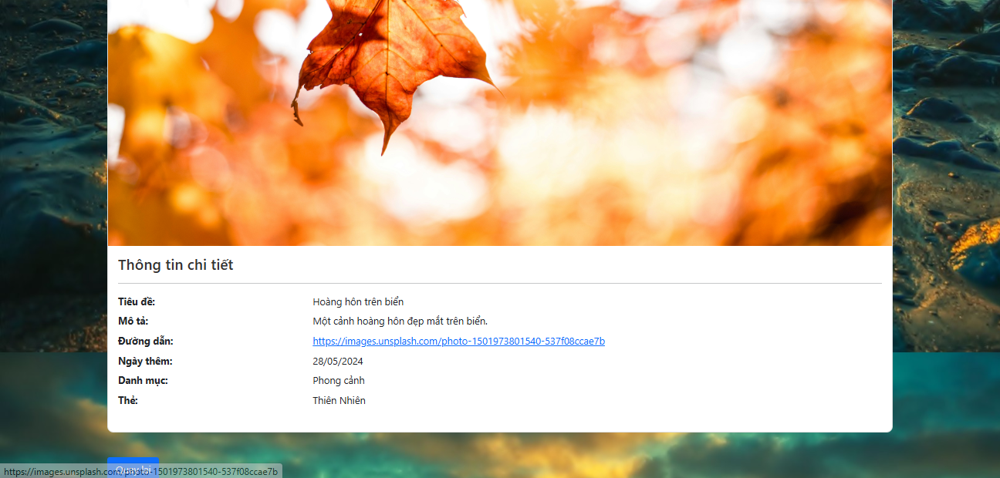 Thông tin chi tiết
Tiêu đề: Hoàng hôn trên biển
Mô tả: Một cảnh hoàng hôn đẹp mắt trên biển.
Đường dẫn: https://images.unsplash.com/photo-1501973801540-537f08ccae7b
Ngày thêm: 28/05/2024
Danh mục: Phong cảnh
Thẻ: Thiên Nhiên
Quay lại
https://images.unsplash.com/photo-1501973801540-537f08ccae7b